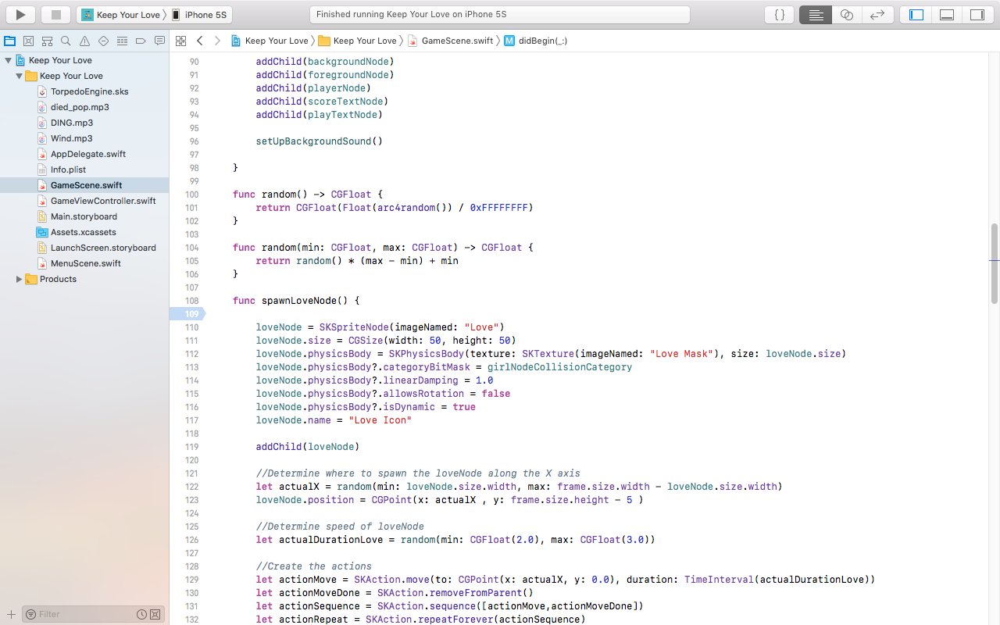 Keep Your Love iPhone 5S
Finished running Keep Your Love on iPhone 5S
Keep Your Love Keep Your Love GameScene.swift M didBegin(_:)
Keep Your Love
Keep Your Love
TorpedoEngine.sks
died_pop.mp3
DING.mp3
Wind.mp3
AppDelegate.swift
Info.plist
GameScene.swift
GameViewController.swift
Main.storyboard
Assets.xcassets
LaunchScreen.storyboard
MenuScene.swift
Products
Filter
90 addChild(backgroundNode)
91 addChild(foregroundNode)
92 addChild(playerNode)
93 addChild(scoreTextNode)
94 addChild(playTextNode)
95
96 setUpBackgroundSound()
97
98 }
99
100 func random() -> CGFloat {
101 return CGFloat(Float(arc4random()) / 0xFFFFFFFF)
102 }
103
104 func random(min: CGFloat, max: CGFloat) -> CGFloat {
105 return random() * (max - min) + min
106 }
107
108 func spawnLoveNode() {
109
110 loveNode = SKSpriteNode(imageNamed: "Love")
111 loveNode.size = CGSize(width: 50, height: 50)
112 loveNode.physicsBody = SKPhysicsBody(texture: SKTexture(imageNamed: "Love Mask"), size: loveNode.size)
113 loveNode.physicsBody?.categoryBitMask = girlNodeCollisionCategory
114 loveNode.physicsBody?.linearDamping = 1.0
115 loveNode.physicsBody?.allowsRotation = false
116 loveNode.physicsBody?.isDynamic = true
117 loveNode.name = "Love Icon"
118
119 addChild(loveNode)
120
121 //Determine where to spawn the loveNode along the X axis
122 let actualX = random(min: loveNode.size.width, max: frame.size.width - loveNode.size.width)
123 loveNode.position = CGPoint(x: actualX , y: frame.size.height - 5 )
124
125 //Determine speed of loveNode
126 let actualDurationLove = random(min: CGFloat(2.0), max: CGFloat(3.0))
127
128 //Create the actions
129 let actionMove = SKAction.move(to: CGPoint(x: actualX, y: 0.0), duration: TimeInterval(actualDurationLove))
130 let actionMoveDone = SKAction.removeFromParent()
131 let actionSequence = SKAction.sequence([actionMove,actionMoveDone])
132 let actionRepeat = SKAction.repeatForever(actionSequence)